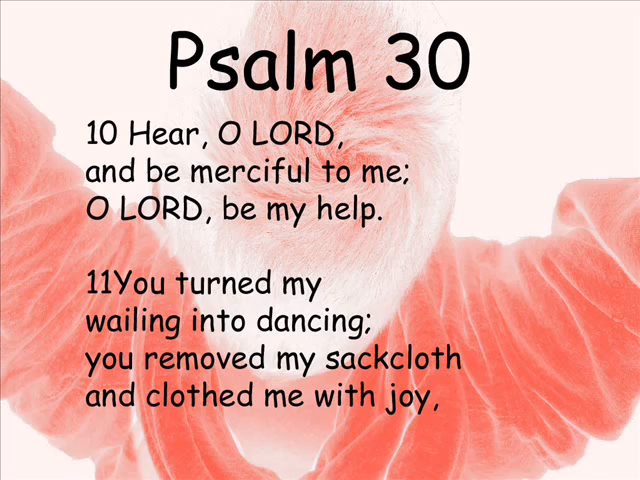 Psalm 30
10 Hear, O LORD,
and be merciful to me;
O LORD, be my help.
11You turned my
wailing into dancing;
you removed my sackcloth
and clothed me with joy,